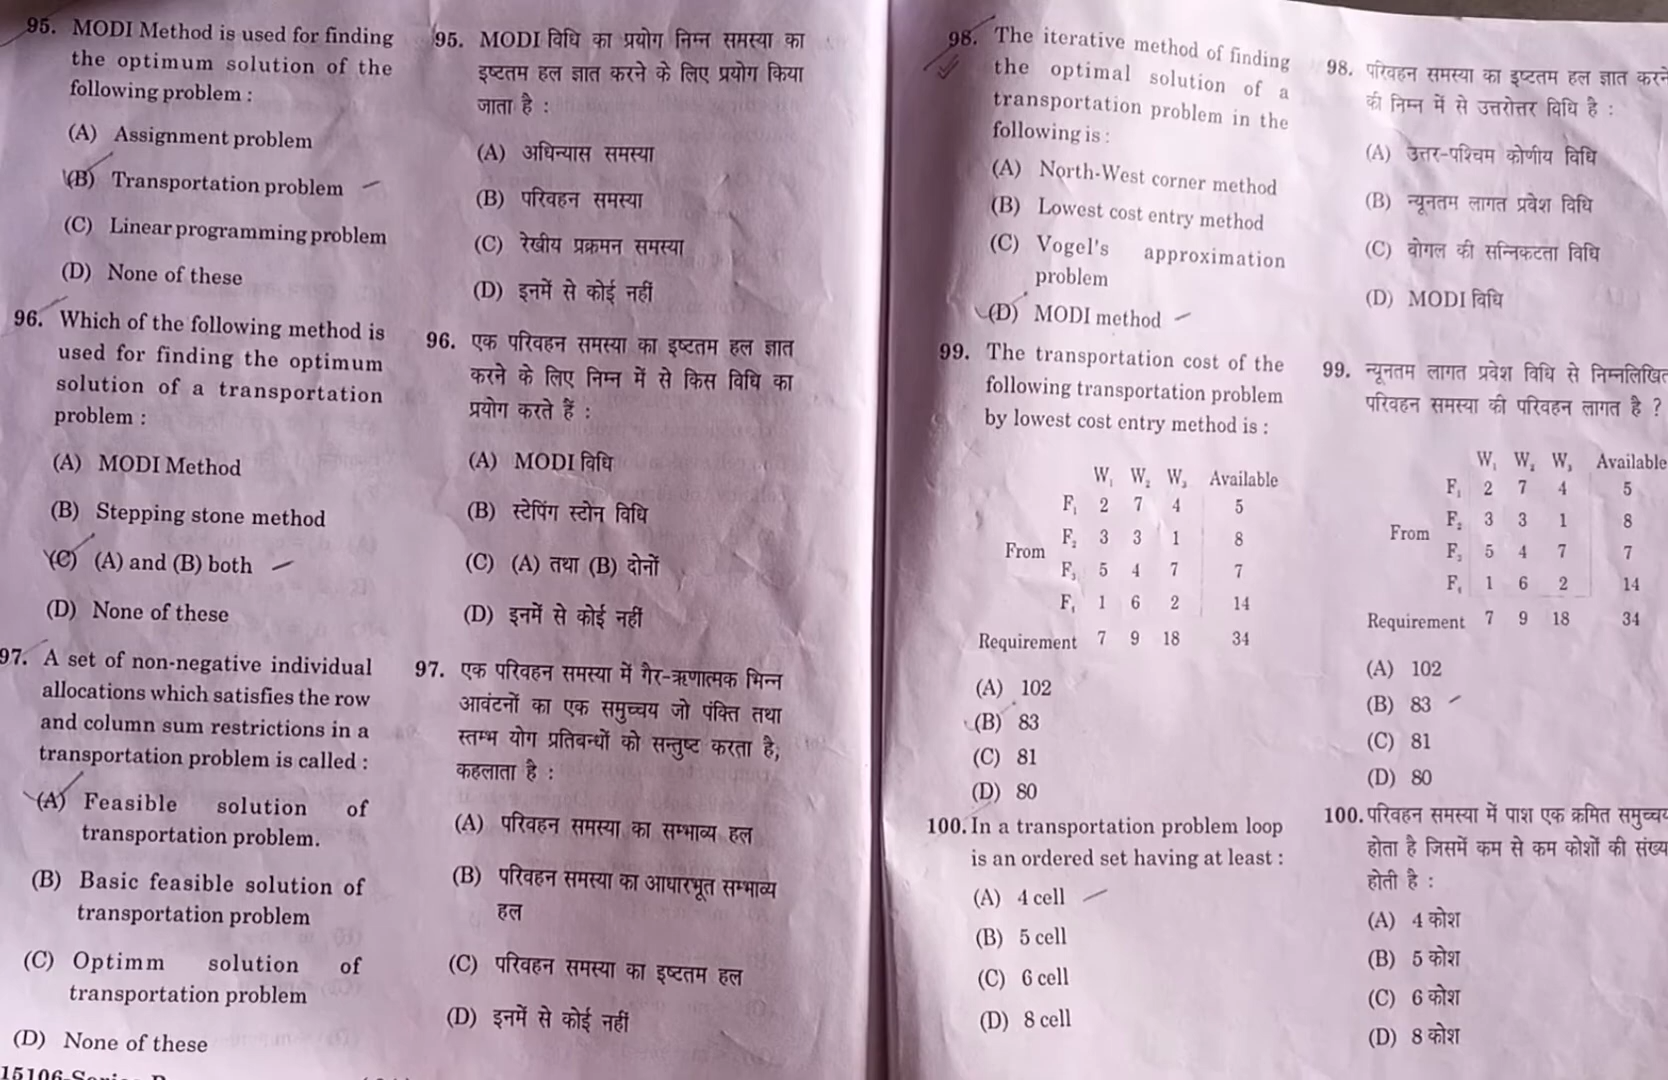 95. MODI Method is used for finding
the optimum solution of the
following problem :
(A) Assignment problem
(B) Transportation problem
(C) Linear programming problem
(D) None of these
96. Which of the following method is
used for finding the optimum
solution of a transportation
problem :
(A) MODI Method
(B) Stepping stone method
(C) (A) and (B) both
(D) None of these
97. A set of non-negative individual
allocations which satisfies the row
and column sum restrictions in a
transportation problem is called :
(A) Feasible solution of
transportation problem.
(B) Basic feasible solution of
transportation problem
(C) Optimm solution of
transportation problem
(D) None of these
95. MODI विधि का प्रयोग निम्न समस्या का
इष्टतम हल ज्ञात करने के लिए प्रयोग किया
जाता है :
(A) अधिन्यास समस्या
(B) परिवहन समस्या
(C) रेखीय प्रक्रमन समस्या
(D) इनमें से कोई नहीं
96. एक परिवहन समस्या का इष्टतम हल ज्ञात
करने के लिए निम्न में से किस विधि का
प्रयोग करते हैं :
(A) MODI विधि
(B) स्टेपिंग स्टोन विधि
(C) (A) तथा (B) दोनों
(D) इनमें से कोई नहीं
97. एक परिवहन समस्या में गैर-ऋणात्मक भिन्न
आवंटनों का एक समुच्चय जो पंक्ति तथा
स्तम्भ योग प्रतिबन्धों को सन्तुष्ट करता है,
कहलाता है :
(A) परिवहन समस्या का सम्भाव्य हल
(B) परिवहन समस्या का आधारभूत सम्भाव्य
हल
(C) परिवहन समस्या का इष्टतम हल
(D) इनमें से कोई नहीं
98. The iterative method of finding
the optimal solution of a
transportation problem in the
following is :
(A) North-West corner method
(B) Lowest cost entry method
(C) Vogel's approximation
problem
(D) MODI method
99. The transportation cost of the
following transportation problem
by lowest cost entry method is :
W₁ W₂ W₃ Available
F₁ 2 7 4 5
F₂ 3 3 1 8
From
F₃ 5 4 7 7
F₄ 1 6 2 14
Requirement 7 9 18 34
(A) 102
(B) 83
(C) 81
(D) 80
100. In a transportation problem loop
is an ordered set having at least :
(A) 4 cell
(B) 5 cell
(C) 6 cell
(D) 8 cell
98. परिवहन समस्या का इष्टतम हल ज्ञात करने
की निम्न में से उत्तरोत्तर विधि है :
(A) उत्तर-पश्चिम कोणीय विधि
(B) न्यूनतम लागत प्रवेश विधि
(C) वोगल की सन्निकटता विधि
(D) MODI विधि
99. न्यूनतम लागत प्रवेश विधि से निम्नलिखित
परिवहन समस्या की परिवहन लागत है ?
W₁ W₂ W₃ Available
F₁ 2 7 4 5
F₂ 3 3 1 8
From
F₃ 5 4 7 7
F₄ 1 6 2 14
Requirement 7 9 18 34
(A) 102
(B) 83
(C) 81
(D) 80
100. परिवहन समस्या में पाश एक क्रमित समुच्चय
होता है जिसमें कम से कम कोशों की
होती है :
(A) 4 कोश
(B) 5 कोश
(C) 6 कोश
(D) 8 कोश